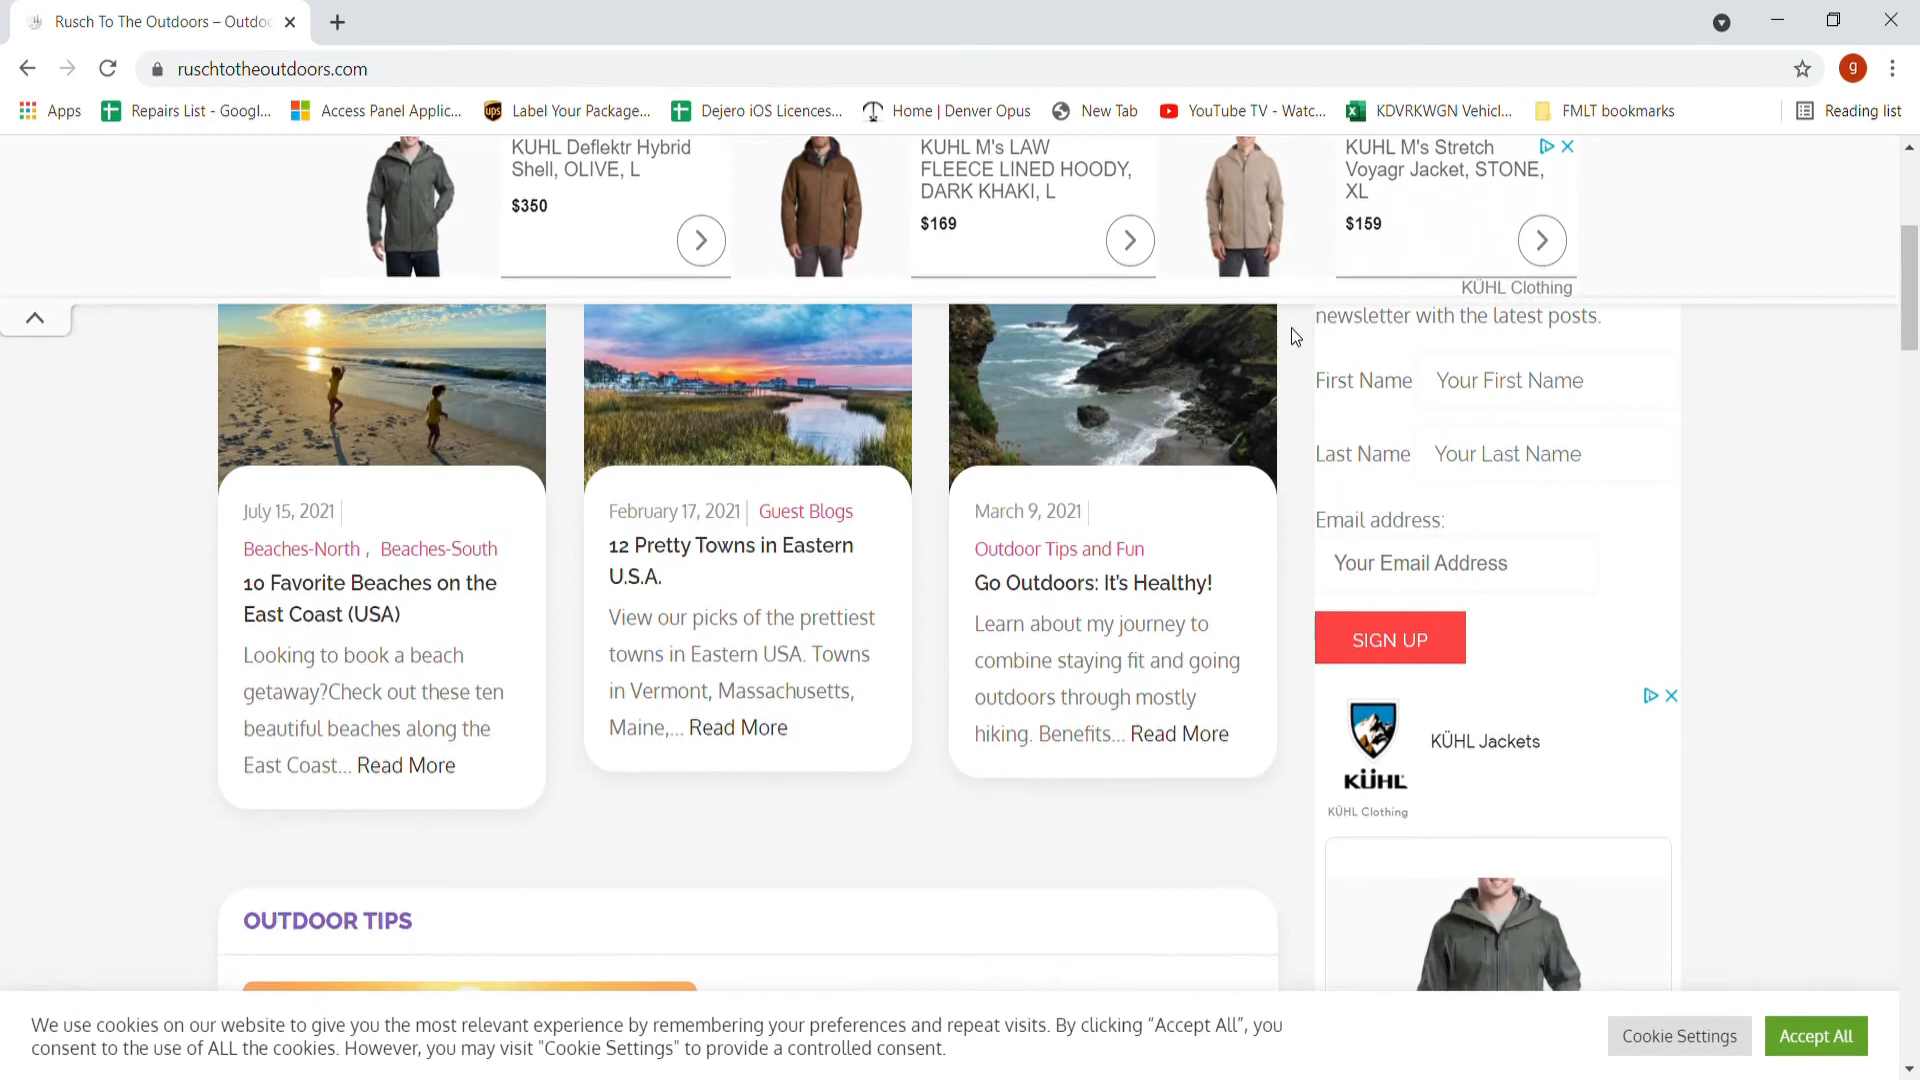 Rusch To The Outdoors – Outdoo
ruschtotheoutdoors.com
g
Apps
Repairs List - Googl...
Access Panel Applic...
ups
Label Your Package...
Dejero iOS Licences...
Home | Denver Opus
New Tab
YouTube TV - Watc...
KDVRKWGN Vehicl...
FMLT bookmarks
Reading list
KUHL Deflektr Hybrid
Shell, OLIVE, L
$350
KUHL M's LAW
FLEECE LINED HOODY,
DARK KHAKI, L
$169
KUHL M's Stretch
Voyagr Jacket, STONE,
XL
$159
KÜHL Clothing
July 15, 2021
Beaches-North , Beaches-South
10 Favorite Beaches on the
East Coast (USA)
Looking to book a beach
getaway?Check out these ten
beautiful beaches along the
East Coast... Read More
February 17, 2021 Guest Blogs
12 Pretty Towns in Eastern
U.S.A.
View our picks of the prettiest
towns in Eastern USA. Towns
in Vermont, Massachusetts,
Maine,... Read More
March 9, 2021
Outdoor Tips and Fun
Go Outdoors: It's Healthy!
Learn about my journey to
combine staying fit and going
outdoors through mostly
hiking. Benefits... Read More
newsletter with the latest posts.
First Name Your First Name
Last Name Your Last Name
Email address:
Your Email Address
SIGN UP
KÜHL
KÜHL Jackets
KÜHL Clothing
OUTDOOR TIPS
We use cookies on our website to give you the most relevant experience by remembering your preferences and repeat visits. By clicking “Accept All”, you
consent to the use of ALL the cookies. However, you may visit "Cookie Settings" to provide a controlled consent.
Cookie Settings
Accept All